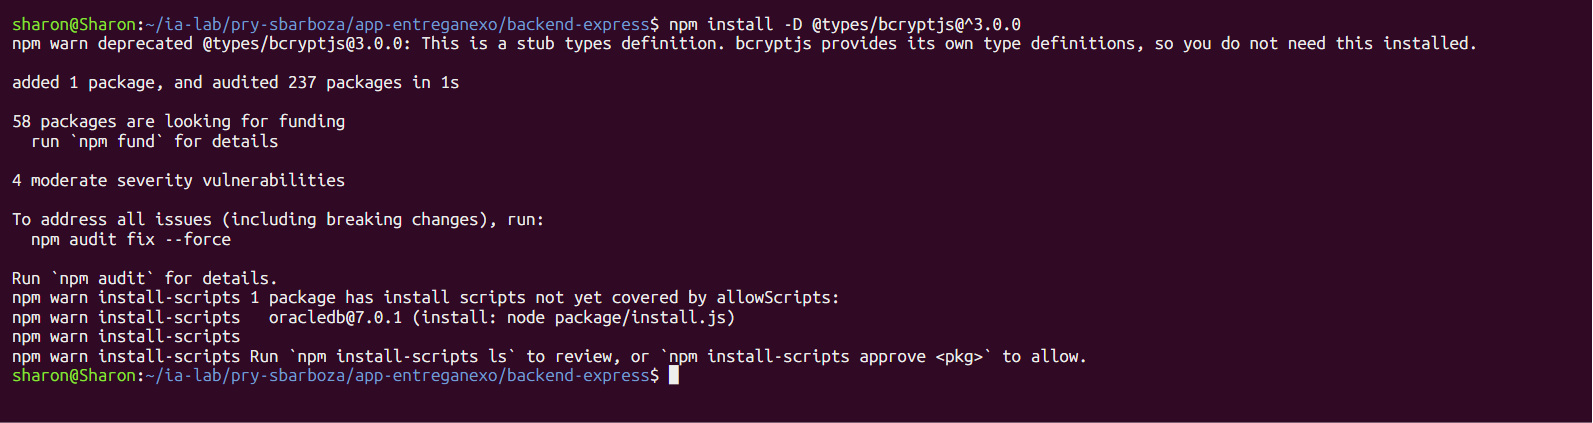 sharon@Sharon:~/ia-lab/pry-sbarboza/app-entreganexo/backend-express$ npm install -D @types/bcryptjs@^3.0.0
npm warn deprecated @types/bcryptjs@3.0.0: This is a stub types definition. bcryptjs provides its own type definitions, so you do not need this installed.
added 1 package, and audited 237 packages in 1s
58 packages are looking for funding
  run `npm fund` for details
4 moderate severity vulnerabilities
To address all issues (including breaking changes), run:
  npm audit fix --force
Run `npm audit` for details.
npm warn install-scripts 1 package has install scripts not yet covered by allowScripts:
npm warn install-scripts   oracledb@7.0.1 (install: node package/install.js)
npm warn install-scripts
npm warn install-scripts Run `npm install-scripts ls` to review, or `npm install-scripts approve <pkg>` to allow.
sharon@Sharon:~/ia-lab/pry-sbarboza/app-entreganexo/backend-express$